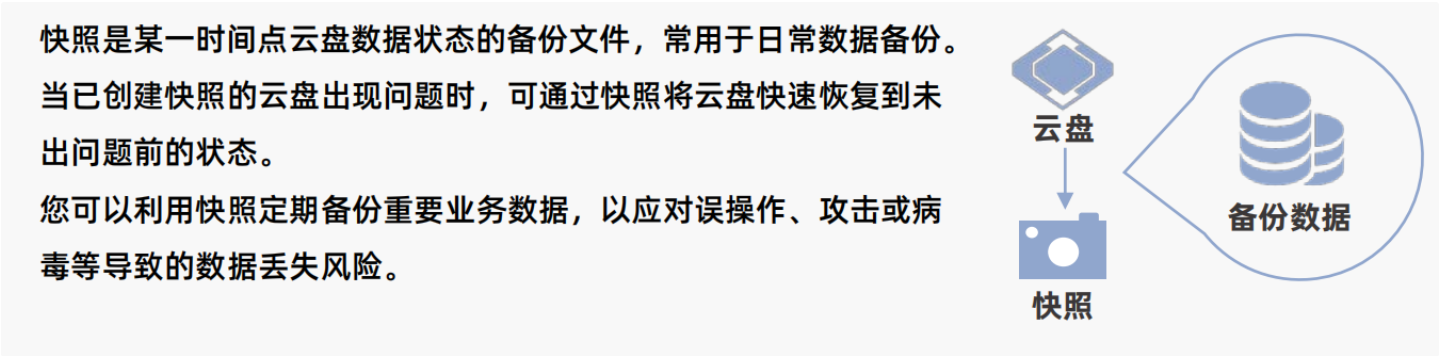 快照是某一时间点云盘数据状态的备份文件，常用于日常数据备份。
当已创建快照的云盘出现问题时，可通过快照将云盘快速恢复到未
出问题前的状态。
您可以利用快照定期备份重要业务数据，以应对误操作、攻击或病
毒等导致的数据丢失风险。
云盘
快照
备份数据